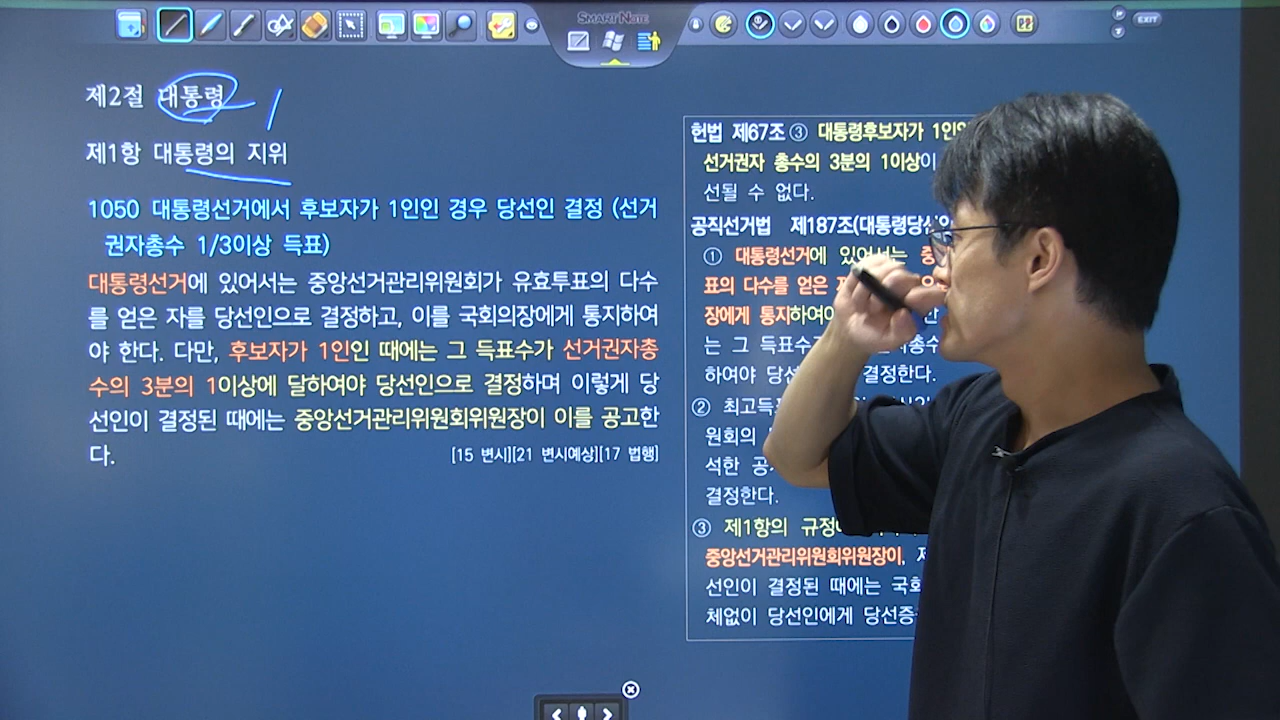 SMART NOTE
EXIT
제2절 대통령
제1항 대통령의 지위
1050 대통령선거에서 후보자가 1인인 경우 당선인 결정 (선거
권자총수 1/3이상 득표)
대통령선거에 있어서는 중앙선거관리위원회가 유효투표의 다수
를 얻은 자를 당선인으로 결정하고, 이를 국회의장에게 통지하여
야 한다. 다만, 후보자가 1인인 때에는 그 득표수가 선거권자총
수의 3분의 1이상에 달하여야 당선인으로 결정하며 이렇게 당
선인이 결정된 때에는 중앙선거관리위원회위원장이 이를 공고한
다.
[15 변시][21 변시예상][17 법행]
헌법 제67조 ③ 대통령후보자가
선거권자 총수의 3분의 1이상이
선될 수 없다.
공직선거법 제187조(대통령당선인
① 대통령선거에 있어서는
표의 다수를 얻은
장에게 통지하여야
는 그 득표수가
하여야 결정한다.
② 최고득표
원회의
석한
결정한다.
③ 제1항의
중앙선거관리위원회위원장이,
선인이 결정된 때에는
체없이 당선인에게